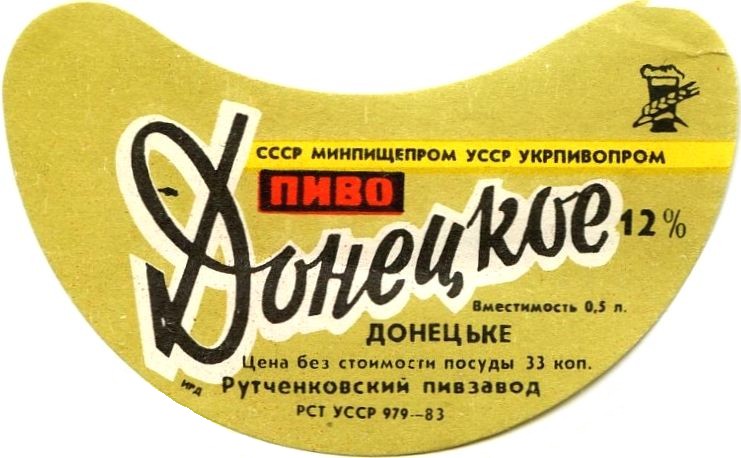 СССР МИНПИЩЕПРОМ УССР УКРПИВОПРОМ
ПИВО
Донецкое 12%
Вместимость 0,5 л.
ДОНЕЦЬКЕ
Цена без стоимости посуды 33 коп.
ИРД Рутченковский пивзавод
РСТ УССР 979—83